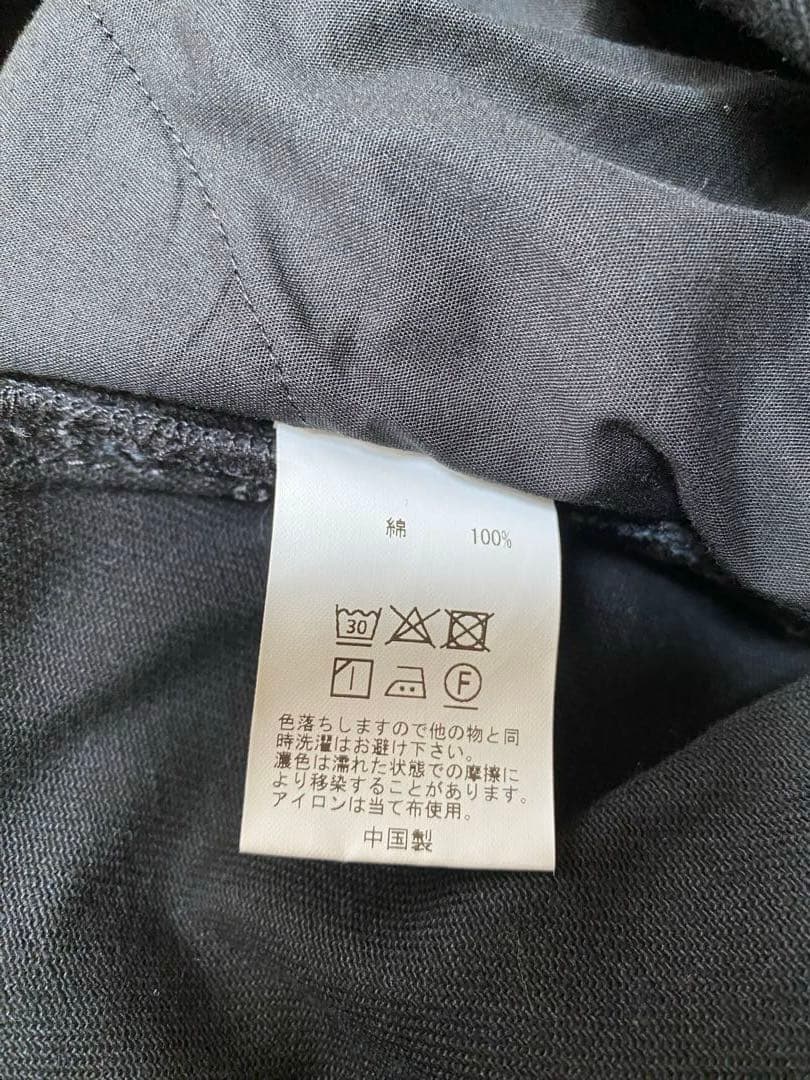 綿 100%
30
F
色落ちしますので他の物と同
時洗濯はお避け下さい。
濃色は濡れた状態での摩擦に
より移染することがあります。
アイロンは当て布使用。
中国製